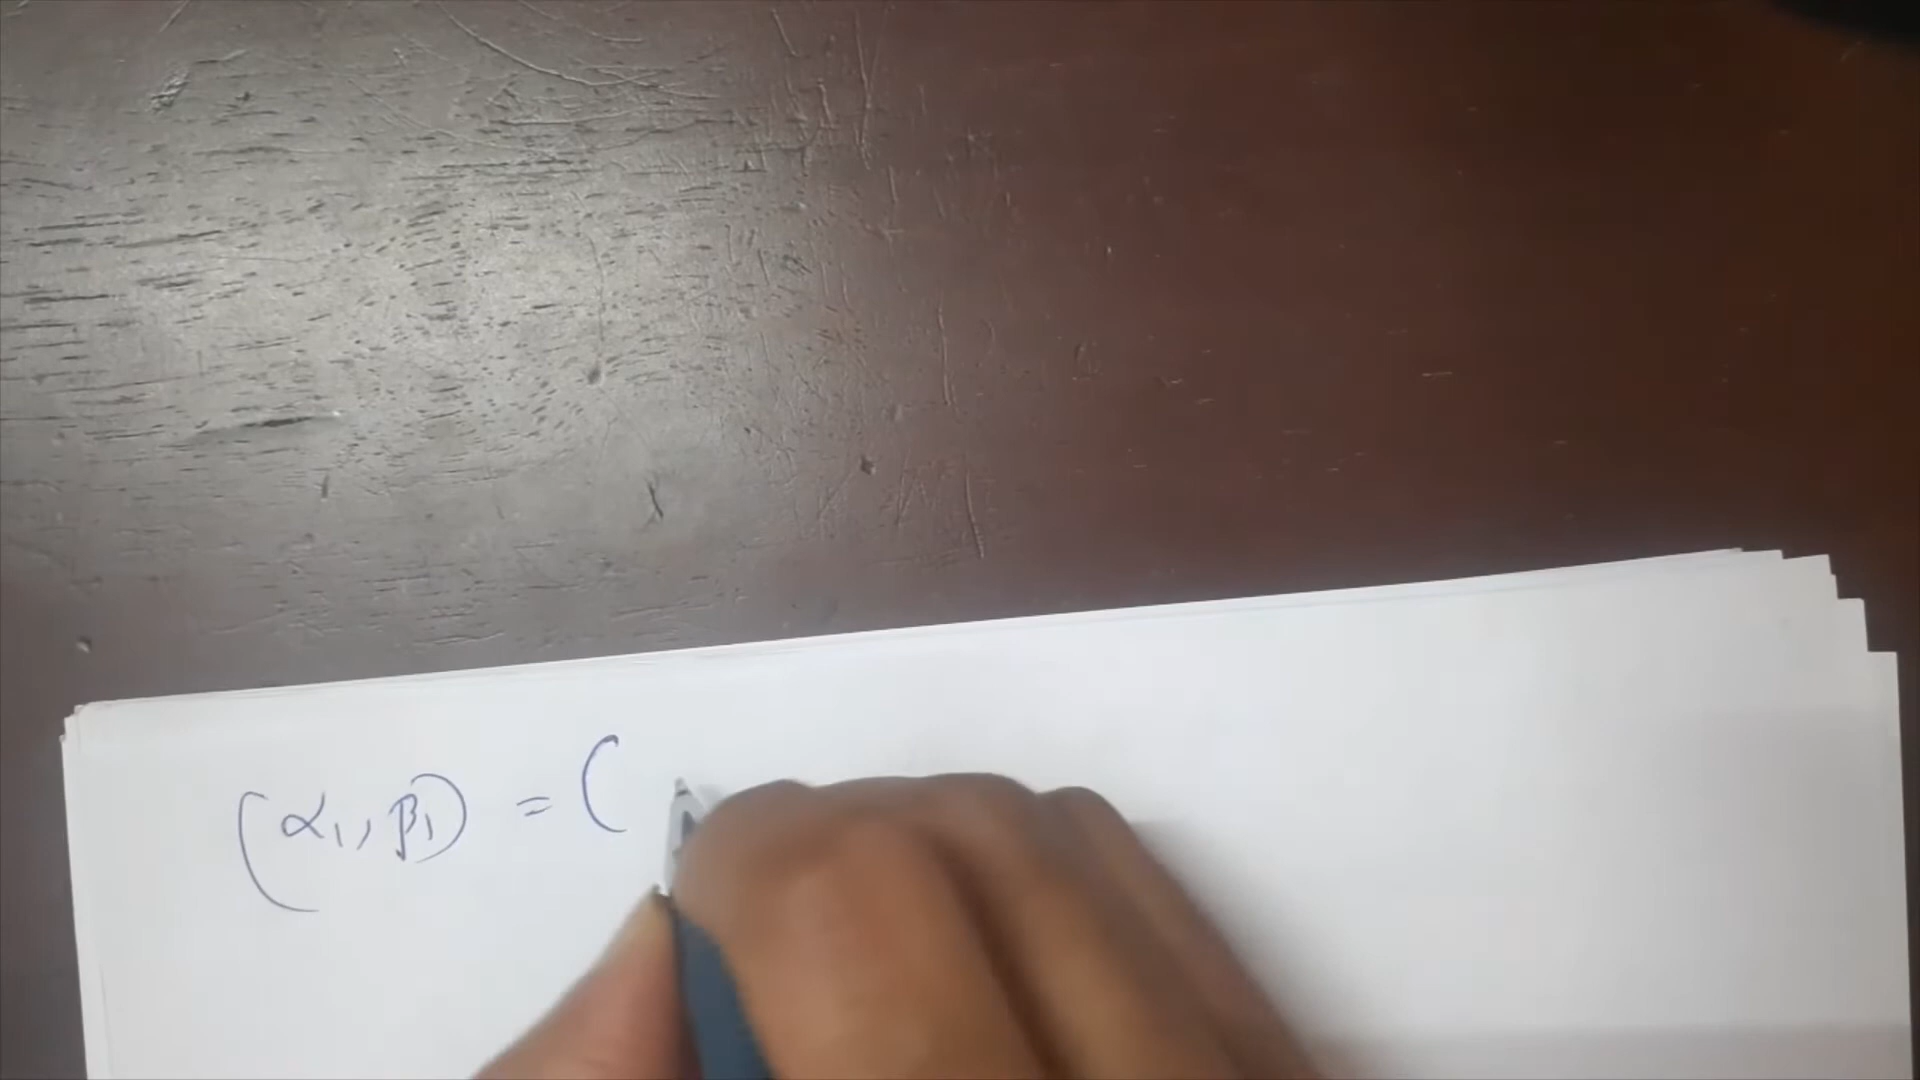 (α₁, β₁) = (